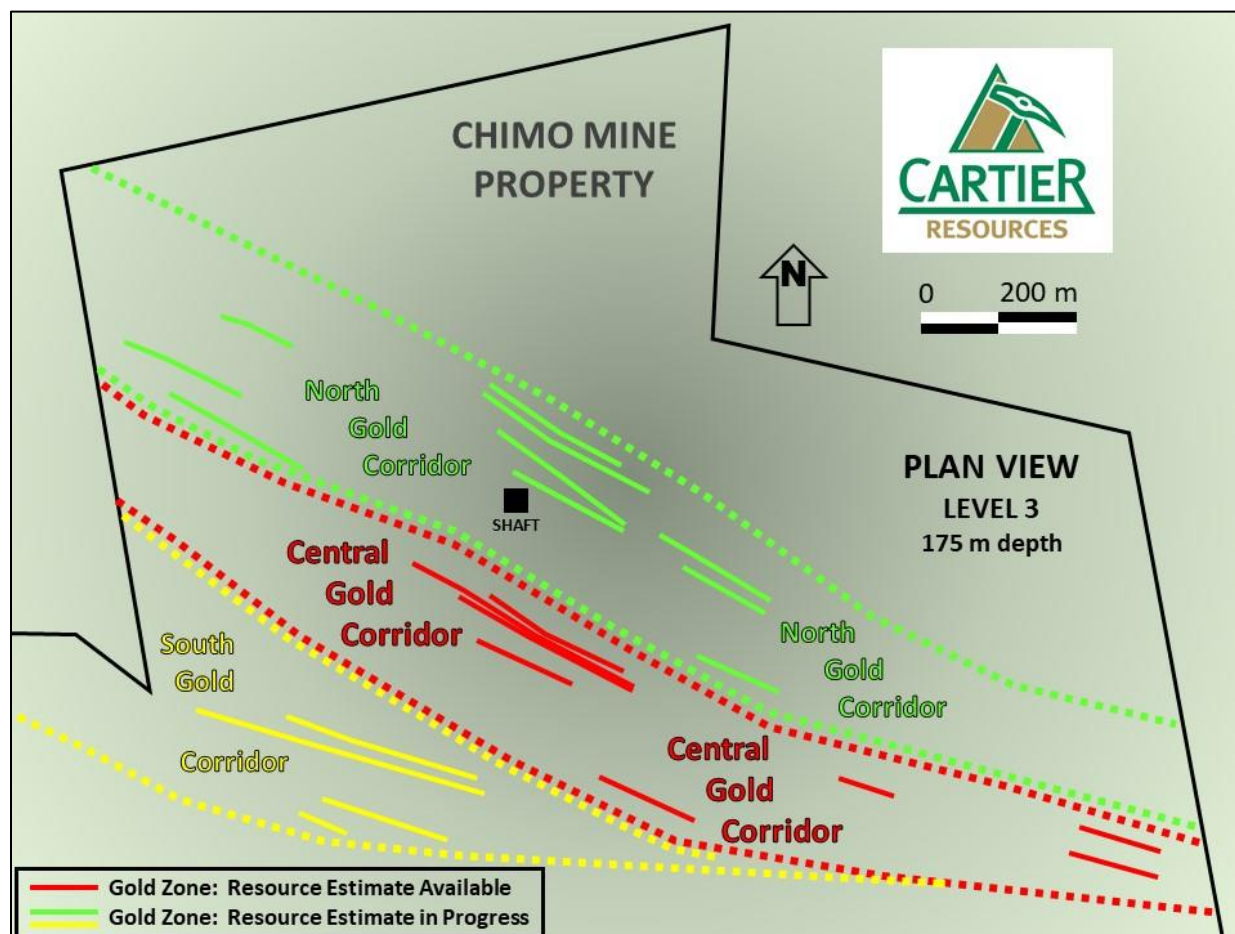 CHIMO MINE
PROPERTY
CARTIER
RESOURCES
N
0 200 m
North
Gold
Corridor
PLAN VIEW
LEVEL 3
175 m depth
SHAFT
Central
Gold
Corridor
South
Gold
Corridor
North
Gold
Corridor
Central
Gold
Corridor
Gold Zone: Resource Estimate Available
Gold Zone: Resource Estimate in Progress